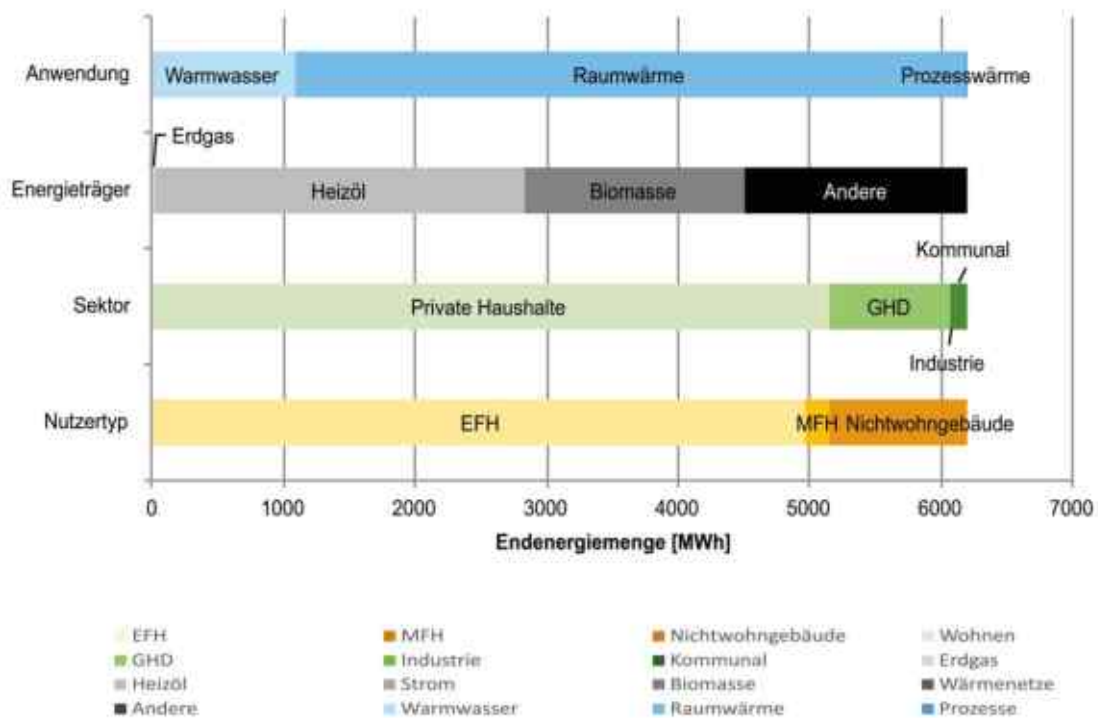 Anwendung
Warmwasser Raumwärme Prozesswärme
Erdgas
Energieträger
Heizöl Biomasse Andere
Kommunal
Sektor
Private Haushalte GHD
Industrie
Nutzertyp
EFH MFH Nichtwohngebäude
0 1000 2000 3000 4000 5000 6000 7000
Endenergiemenge [MWh]
EFH MFH Nichtwohngebäude Wohnen
GHD Industrie Kommunal Erdgas
Heizöl Strom Biomasse Wärmenetze
Andere Warmwasser Raumwärme Prozesse